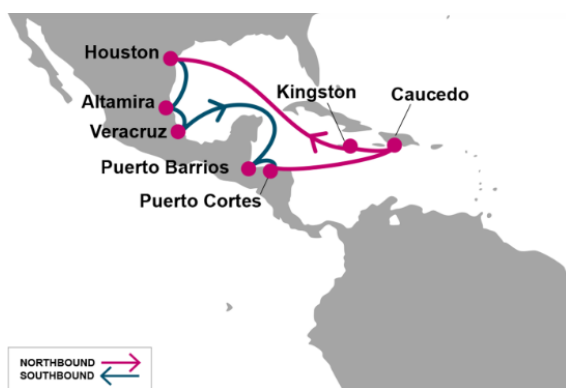 Houston
Kingston
Caucedo
Altamira
Veracruz
Puerto Barrios
Puerto Cortes
NORTHBOUND
SOUTHBOUND